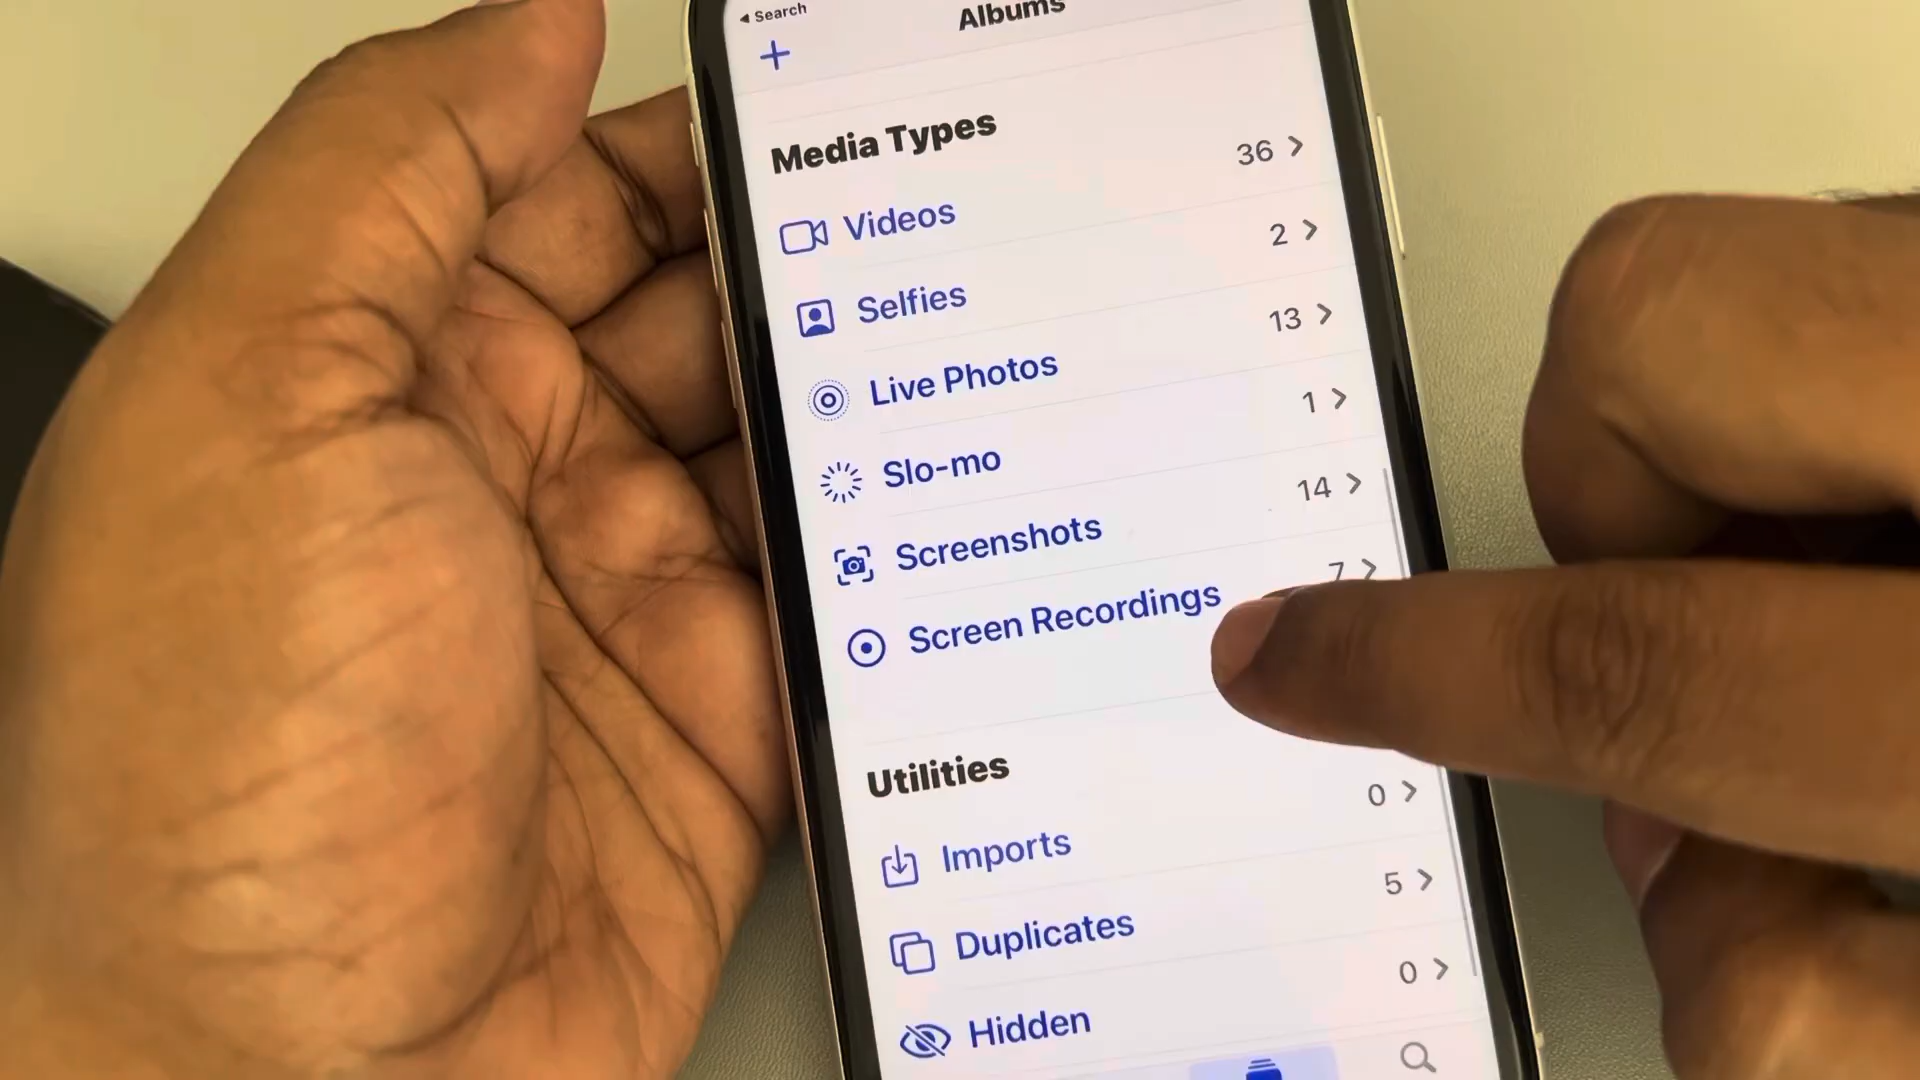 ◀ Search
Albums
Media Types
Videos 36
Selfies 2
Live Photos 13
Slo-mo 1
Screenshots 14
Screen Recordings 7
Utilities
Imports 0
Duplicates 5
Hidden 0